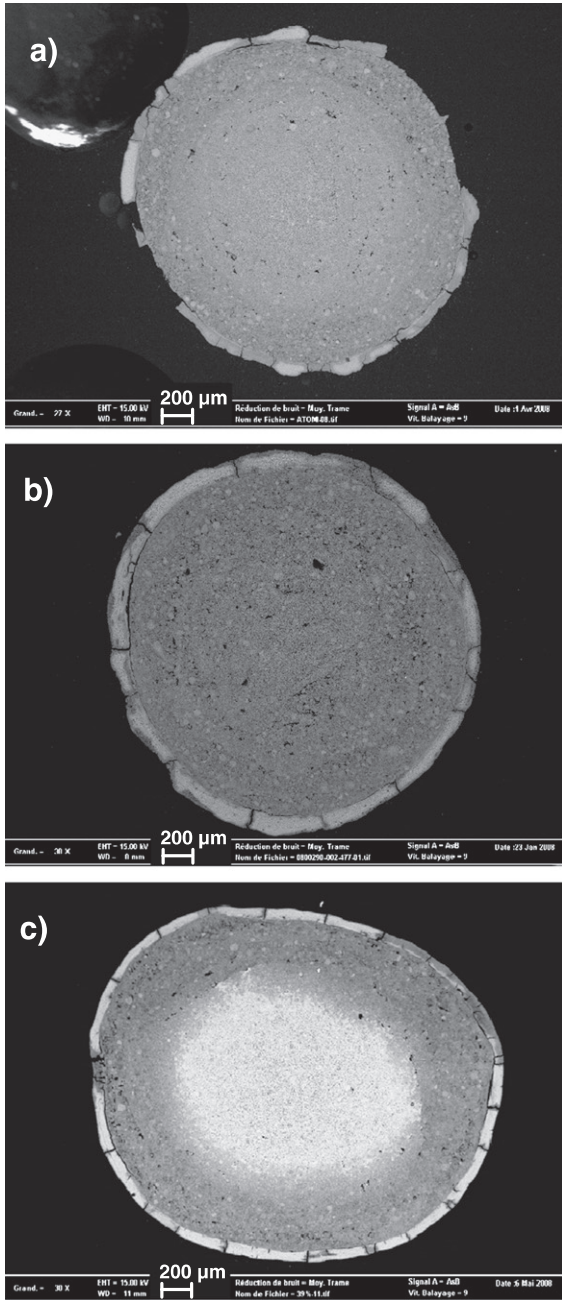 a)
Grand. = 27 X
EHT = 15.00 kV
WD = 10 mm
200 µm
Réduction de bruit = Moy. Trame
Nom de Fichier =
Signal A = AsB
Vit. Balayage = 9
Date :1 Avr 2008
b)
Grand. = 30 X
EHT = 15.00 kV
WD = 8 mm
200 µm
Réduction de bruit = Moy. Trame
Nom de Fichier = 0800290-002-477-01.tif
Signal A = AsB
Vit. Balayage = 9
Date :23 Jan 2008
c)
Grand. = 30 X
EHT = 15.00 kV
WD = 11 mm
200 µm
Réduction de bruit = Moy. Trame
Nom de Fichier = 39%-11.tif
Signal A = AsB
Vit. Balayage = 9
Date :6 Mai 2008